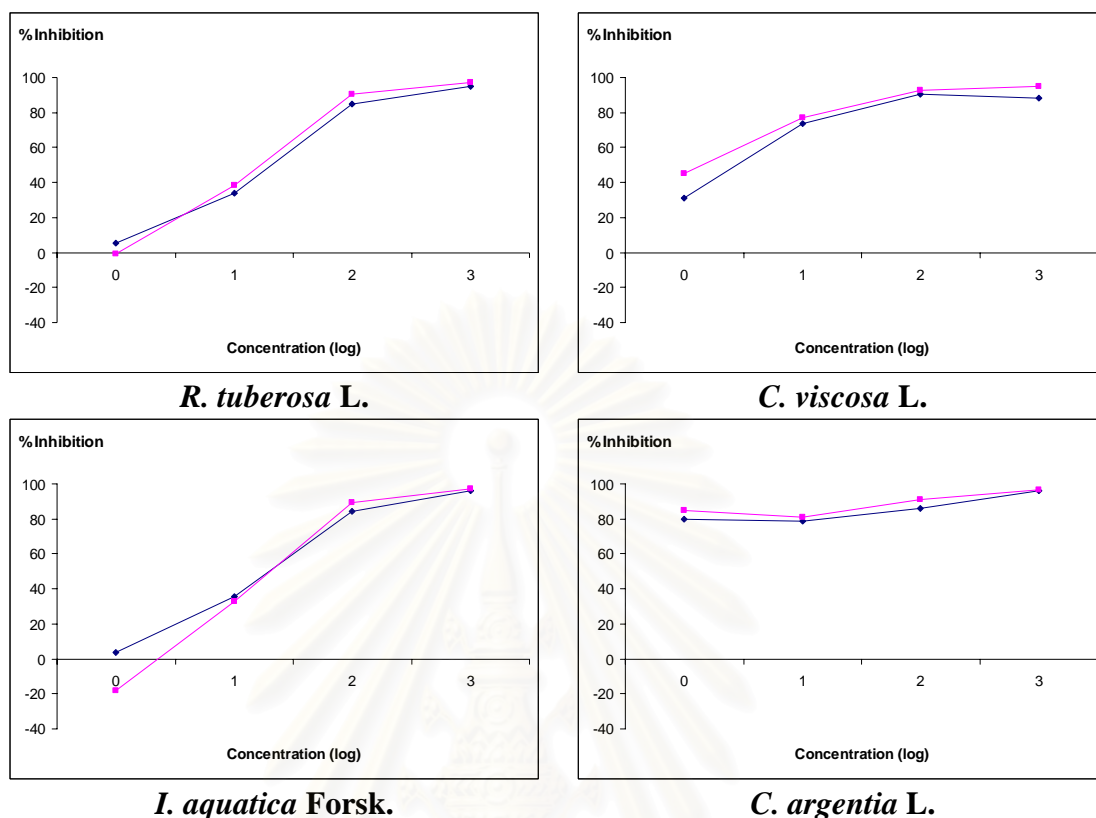 %Inhibition
100
80
60
40
20
0
-20
-40
0 1 2 3
Concentration (log)
R. tuberosa L.
%Inhibition
100
80
60
40
20
0
-20
-40
0 1 2 3
Concentration (log)
C. viscosa L.
%Inhibition
100
80
60
40
20
0
-20
-40
0 1 2 3
Concentration (log)
I. aquatica Forsk.
%Inhibition
100
80
60
40
20
0
-20
-40
0 1 2 3
Concentration (log)
C. argentia L.